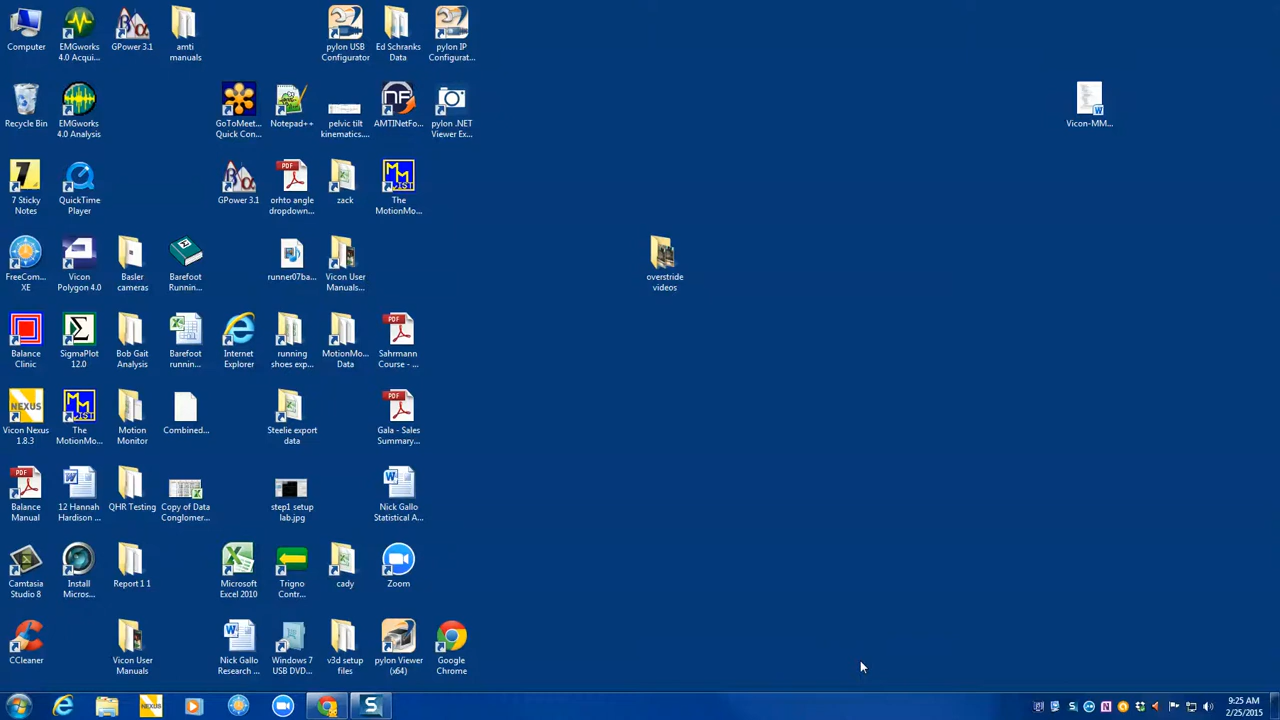 Computer
EMGworks
4.0 Acqui...
GPower 3.1
amti
manuals
pylon USB
Configurator
Ed Schranks
Data
pylon IP
Configurat...
Recycle Bin
EMGworks
4.0 Analysis
GoToMeet...
Quick Con...
Notepad++
pelvic tilt
kinematics....
AMTINetFo...
pylon .NET
Viewer Ex...
Vicon-MM...
7 Sticky
Notes
QuickTime
Player
GPower 3.1
PDF
orhto angle
dropdown...
zack
The
MotionMo...
FreeCom...
XE
Vicon
Polygon 4.0
Basler
cameras
Barefoot
Runnin...
runner07ba...
Vicon User
Manuals...
overstride
videos
Balance
Clinic
SigmaPlot
12.0
Bob Gait
Analysis
Barefoot
runnin...
Internet
Explorer
running
shoes exp...
MotionMo...
Data
PDF
Sahrmann
Course - ...
NEXUS
Vicon Nexus
1.8.3
The
MotionMo...
Motion
Monitor
Combined...
Steelie export
data
PDF
Gala - Sales
Summary...
PDF
Balance
Manual
12 Hannah
Hardison ...
QHR Testing
Copy of Data
Conglomer...
step1 setup
lab.jpg
Nick Gallo
Statistical A...
Camtasia
Studio 8
Install
Micros...
Report 1 1
Microsoft
Excel 2010
Trigno
Contr...
cady
Zoom
CCleaner
Vicon User
Manuals
Nick Gallo
Research ...
Windows 7
USB DVD...
v3d setup
files
pylon Viewer
(x64)
Google
Chrome
NEXUS
9:25 AM
2/25/2015